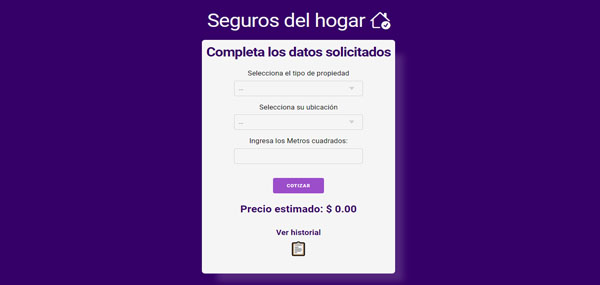 Seguros del hogar
Completa los datos solicitados
Selecciona el tipo de propiedad
...
Selecciona su ubicación
...
Ingresa los Metros cuadrados:
COTIZAR
Precio estimado: $ 0.00
Ver historial